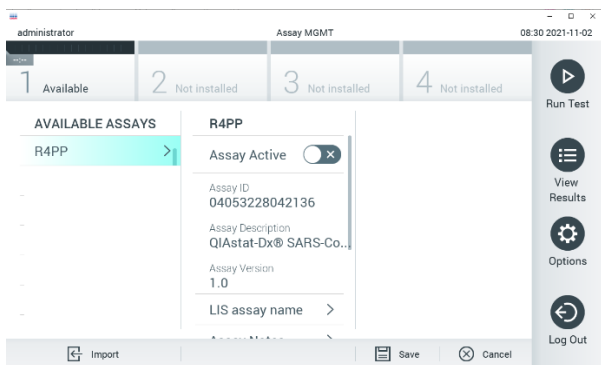 administrator Assay MGMT 08:30 2021-11-02
1 Available 2 Not installed 3 Not installed 4 Not installed
Run Test
AVAILABLE ASSAYS R4PP
R4PP Assay Active
View
Results
Assay ID
04053228042136
Assay Description
QIAstat-Dx® SARS-Co...
Options
Assay Version
1.0
LIS assay name
Log Out
Import Save Cancel